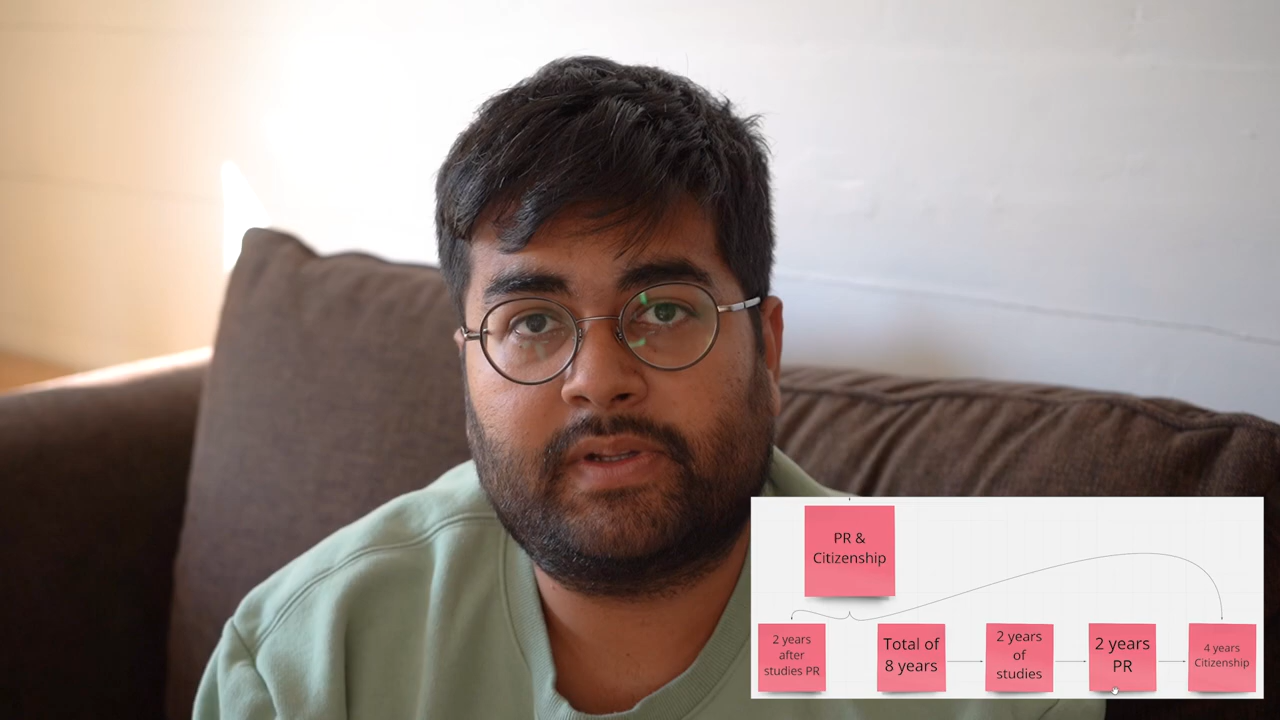 PR &
Citizenship
2 years
after
studies PR
Total of
8 years
2 years
of
studies
2 years
PR
4 years
Citizenship